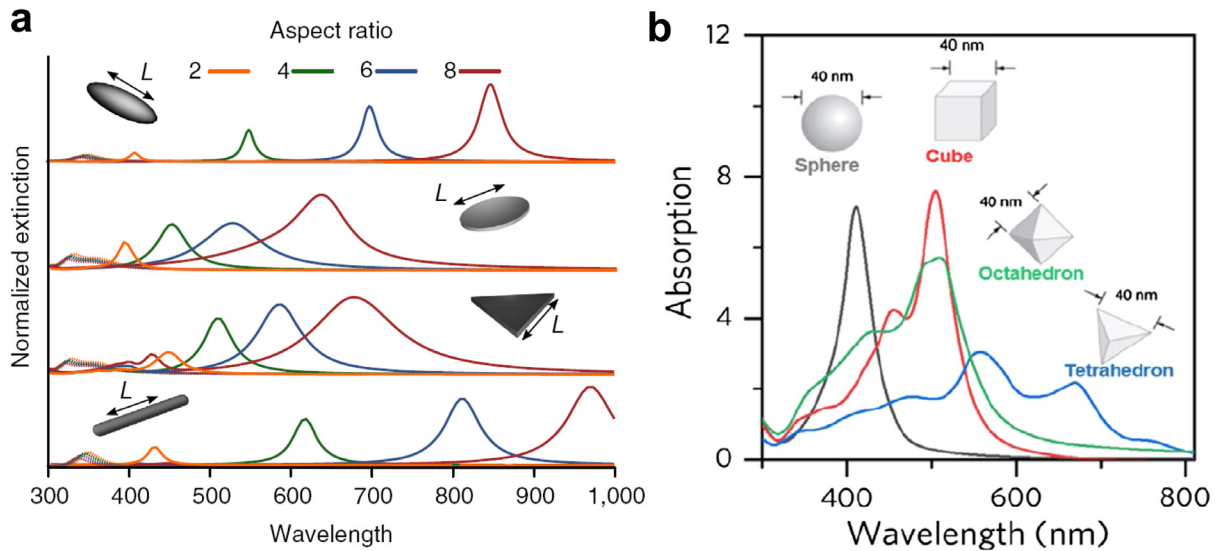 a
Aspect ratio
2 4 6 8
L
L
L
L
Normalized extinction
300 400 500 600 700 800 900 1,000
Wavelength
b
12
8
4
0
Absorption
40 nm
Sphere
40 nm
Cube
40 nm
Octahedron
40 nm
Tetrahedron
400 600 800
Wavelength (nm)